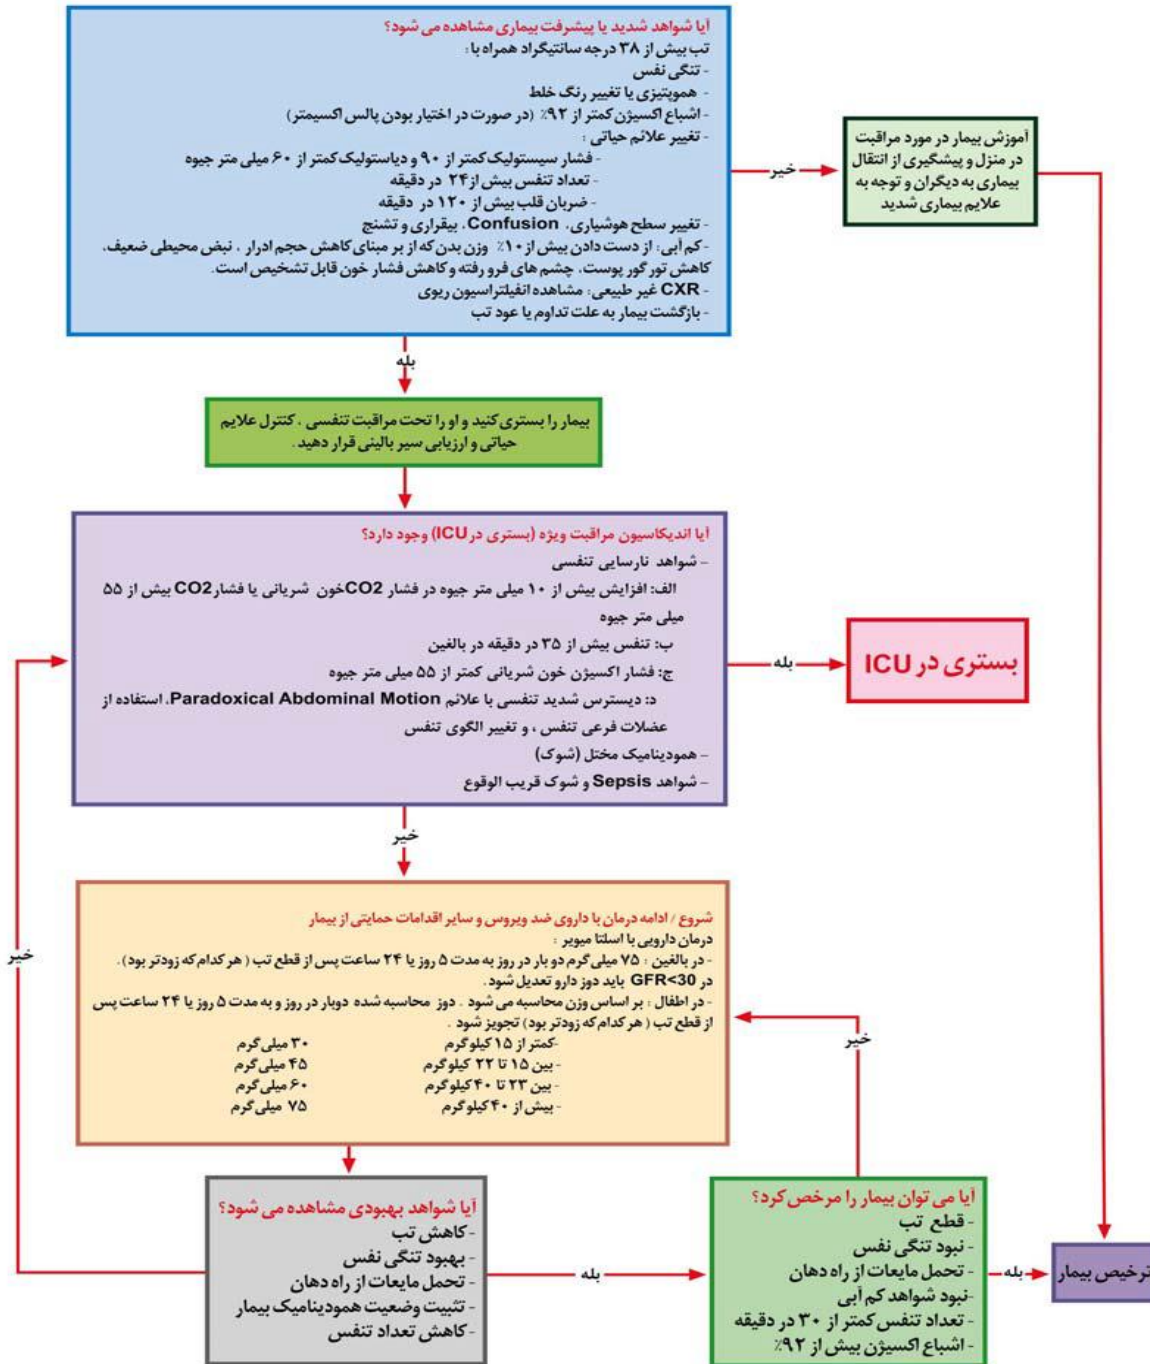 آیا شواهد شدید یا پیشرفت بیماری مشاهده می شود؟
تب بیش از ۳۸ درجه سانتیگراد همراه با:
- تنگی نفس
- هموپتیزی یا تغییر رنگ خلط
- اشباع اکسیژن کمتر از ۹۲٪ (در صورت در اختیار بودن پالس اکسیمتر)
- تغییر علائم حیاتی :
- فشار سیستولیک کمتر از ۹۰ و دیاستولیک کمتر از ۶۰ میلی متر جیوه
- تعداد تنفس بیش از ۲۴ در دقیقه
- ضربان قلب بیش از ۱۲۰ در دقیقه
- تغییر سطح هوشیاری، Confusion، بیقراری و تشنج
- کم آبی: از دست دادن بیش از ۱۰٪ وزن بدن که از بر مبنای کاهش حجم ادرار ، نبض محیطی ضعیف،
کاهش تورگور پوست، چشم های فرو رفته و کاهش فشار خون قابل تشخیص است.
- CXR غیر طبیعی: مشاهده انفیلتراسیون ریوی
- بازگشت بیمار به علت تداوم یا عود تب
خیر
آموزش بیمار در مورد مراقبت
در منزل و پیشگیری از انتقال
بیماری به دیگران و توجه به
علایم بیماری شدید
بله
بیمار را بستری کنید و او را تحت مراقبت تنفسی ، کنترل علایم
حیاتی و ارزیابی سیر بالینی قرار دهید .
آیا اندیکاسیون مراقبت ویژه (بستری در ICU) وجود دارد؟
– شواهد نارسایی تنفسی
الف: افزایش بیش از ۱۰ میلی متر جیوه در فشار CO2 خون شریانی یا فشار CO2 بیش از ۵۵
میلی متر جیوه
ب: تنفس بیش از ۳۵ در دقیقه در بالغین
ج: فشار اکسیژن خون شریانی کمتر از ۵۵ میلی متر جیوه
د: دیسترس شدید تنفسی با علائم Paradoxical Abdominal Motion، استفاده از
عضلات فرعی تنفس ، و تغییر الگوی تنفس
– همودینامیک مختل (شوک)
– شواهد Sepsis و شوک قریب الوقوع
بله
بستری در ICU
خیر
شروع / ادامه درمان با داروی ضد ویروس و سایر اقدامات حمایتی از بیمار
درمان دارویی با اسلتا میویر :
- در بالغین : ۷۵ میلی گرم دو بار در روز به مدت ۵ روز یا ۲۴ ساعت پس از قطع تب ( هر کدام که زودتر بود) .
در GFR<30 باید دوز دارو تعدیل شود.
- در اطفال : بر اساس وزن محاسبه می شود . دوز محاسبه شده دوبار در روز و به مدت ۵ روز یا ۲۴ ساعت پس
از قطع تب ( هر کدام که زودتر بود) تجویز شود .
-کمتر از ۱۵ کیلوگرم ۳۰ میلی گرم
- بین ۱۵ تا ۲۲ کیلوگرم ۴۵ میلی گرم
- بین ۲۳ تا ۴۰ کیلوگرم ۶۰ میلی گرم
- بیش از ۴۰ کیلوگرم ۷۵ میلی گرم
خیر
خیر
آیا شواهد بهبودی مشاهده می شود؟
- کاهش تب
- بهبود تنگی نفس
- تحمل مایعات از راه دهان
- تثبیت وضعیت همودینامیک بیمار
- کاهش تعداد تنفس
بله
آیا می توان بیمار را مرخص کرد؟
- قطع تب
- نبود تنگی نفس
- تحمل مایعات از راه دهان
-نبود شواهد کم آبی
- تعداد تنفس کمتر از ۳۰ در دقیقه
- اشباع اکسیژن بیش از ۹۲٪
بله
ترخیص بیمار